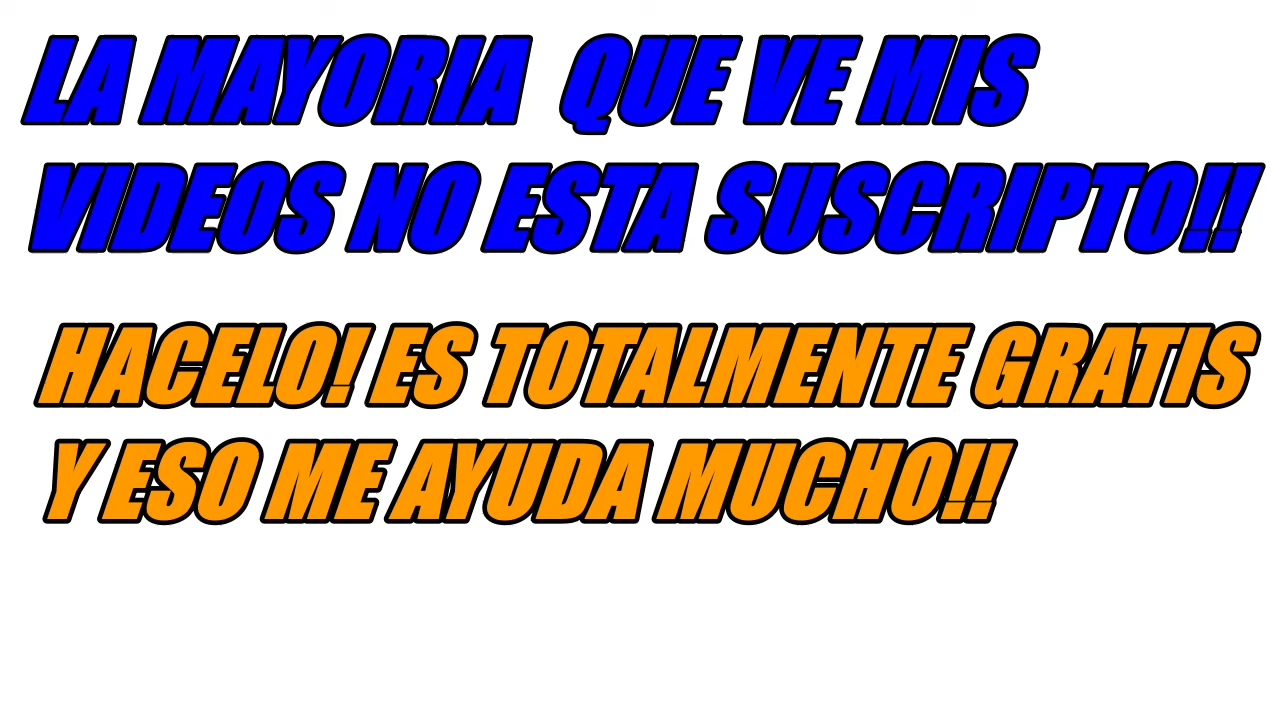 LA MAYORIA  QUE VE MIS
VIDEOS NO ESTA SUSCRIPTO!!
HACELO! ES TOTALMENTE GRATIS
Y ESO ME AYUDA MUCHO!!